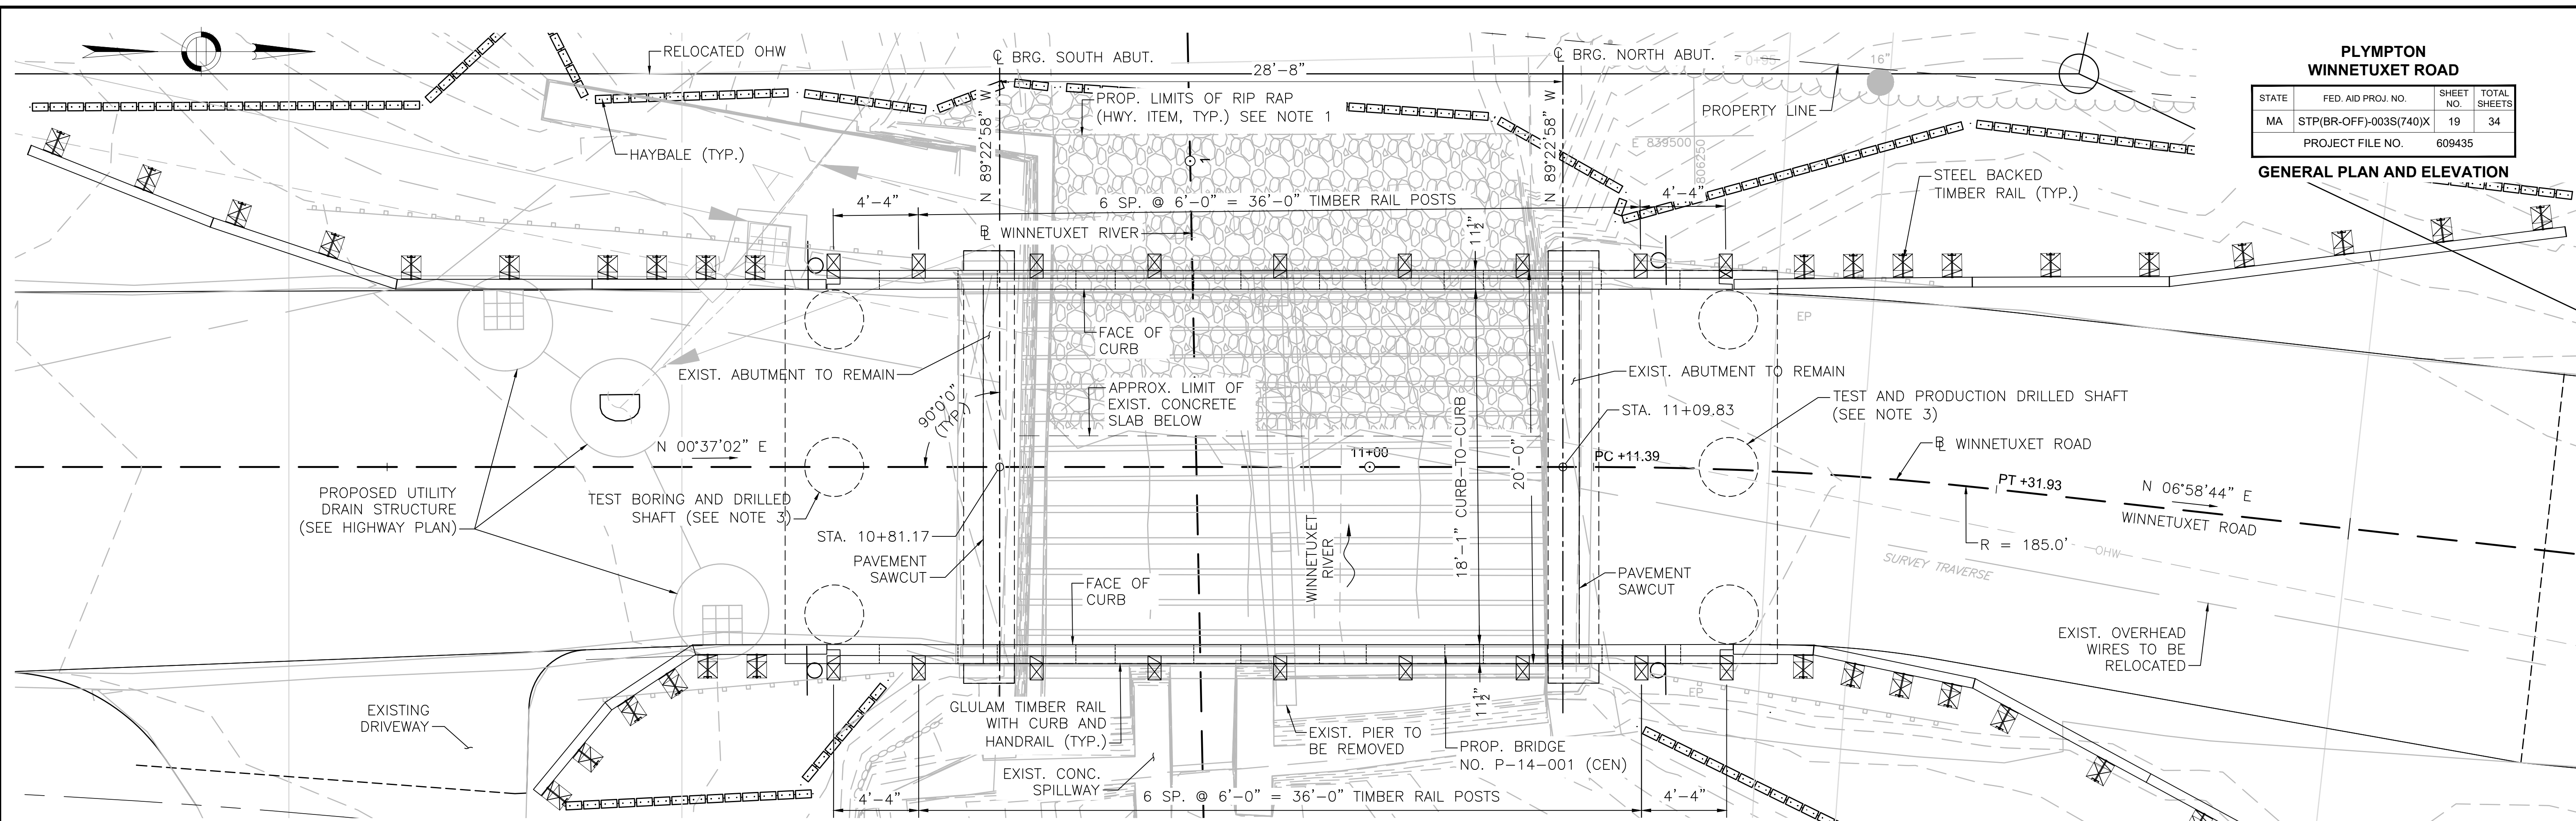 RELOCATED OHW
℄ BRG. SOUTH ABUT.
28'-8"
℄ BRG. NORTH ABUT.
0+95
16"
PLYMPTON
WINNETUXET ROAD
STATE FED. AID PROJ. NO. SHEET NO. TOTAL SHEETS
MA STP(BR-OFF)-003S(740)X 19 34
PROJECT FILE NO. 609435
GENERAL PLAN AND ELEVATION
PROP. LIMITS OF RIP RAP
(HWY. ITEM, TYP.) SEE NOTE 1
PROPERTY LINE
HAYBALE (TYP.)
N 89°22'58" W
N 89°22'58" W
1
E 839500
806250
STEEL BACKED
TIMBER RAIL (TYP.)
4'-4"
6 SP. @ 6'-0" = 36'-0" TIMBER RAIL POSTS
4'-4"
℄ WINNETUXET RIVER
11½"
FACE OF
CURB
EP
EXIST. ABUTMENT TO REMAIN
EXIST. ABUTMENT TO REMAIN
APPROX. LIMIT OF
EXIST. CONCRETE
SLAB BELOW
90°0'0"
(TYP.)
TEST AND PRODUCTION DRILLED SHAFT
(SEE NOTE 3)
STA. 11+09.83
N 00°37'02" E
11+00
PC +11.39
℄ WINNETUXET ROAD
PT +31.93
N 06°58'44" E
WINNETUXET ROAD
PROPOSED UTILITY
DRAIN STRUCTURE
(SEE HIGHWAY PLAN)
TEST BORING AND DRILLED
SHAFT (SEE NOTE 3)
STA. 10+81.17
PAVEMENT
SAWCUT
18'-1" CURB-TO-CURB
20'-0"
WINNETUXET
RIVER
R = 185.0'
OHW
SURVEY TRAVERSE
FACE OF
CURB
PAVEMENT
SAWCUT
EXIST. OVERHEAD
WIRES TO BE
RELOCATED
EXISTING
DRIVEWAY
GLULAM TIMBER RAIL
WITH CURB AND
HANDRAIL (TYP.)
11½"
EP
EXIST. PIER TO
BE REMOVED
PROP. BRIDGE
NO. P-14-001 (CEN)
EXIST. CONC.
SPILLWAY
4'-4"
6 SP. @ 6'-0" = 36'-0" TIMBER RAIL POSTS
4'-4"